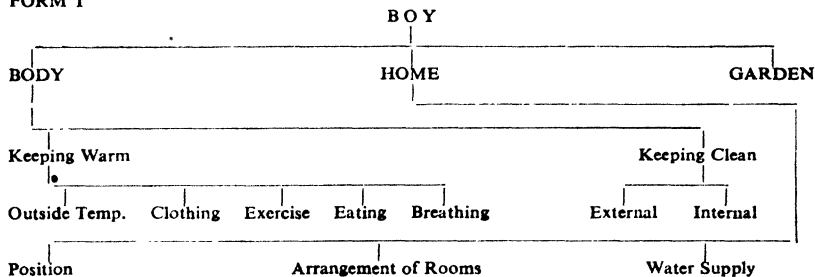 FORM I
BOY
BODY HOME GARDEN
Keeping Warm Keeping Clean
Outside Temp. Clothing Exercise Eating Breathing External Internal
Position Arrangement of Rooms Water Supply